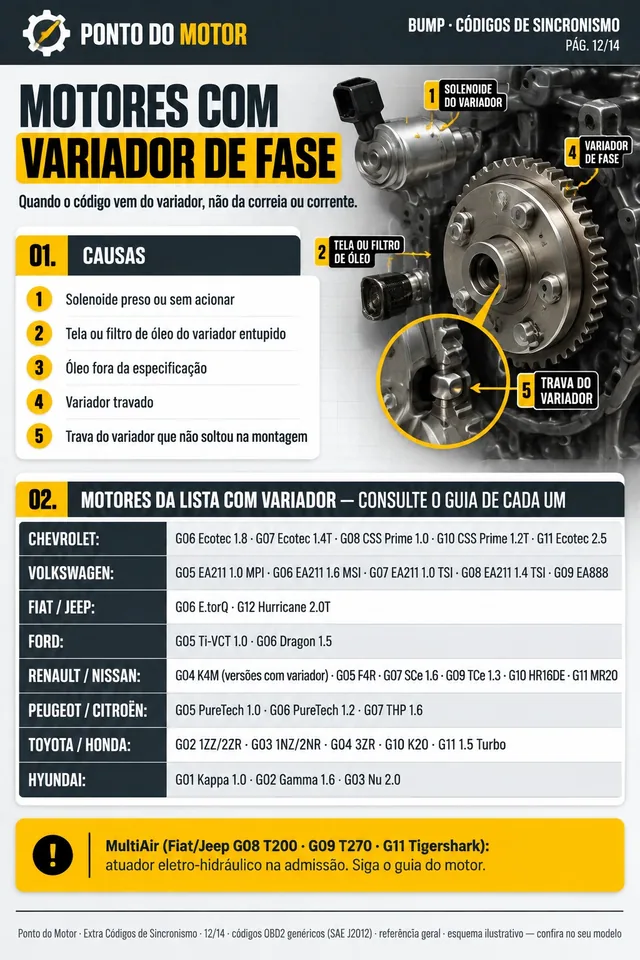 PONTO DO MOTOR
BUMP · CÓDIGOS DE SINCRONISMO
PÁG. 12/14
MOTORES COM
VARIADOR DE FASE
Quando o código vem do variador, não da correia ou corrente.
1 SOLENOIDE
DO VARIADOR
4 VARIADOR
DE FASE
2 TELA OU FILTRO
DE ÓLEO
5 TRAVA DO
VARIADOR
01. CAUSAS
1 Solenoide preso ou sem acionar
2 Tela ou filtro de óleo do variador entupido
3 Óleo fora da especificação
4 Variador travado
5 Trava do variador que não soltou na montagem
02. MOTORES DA LISTA COM VARIADOR — CONSULTE O GUIA DE CADA UM
CHEVROLET: G06 Ecotec 1.8 · G07 Ecotec 1.4T · G08 CSS Prime 1.0 · G10 CSS Prime 1.2T · G11 Ecotec 2.5
VOLKSWAGEN: G05 EA211 1.0 MPI · G06 EA211 1.6 MSI · G07 EA211 1.0 TSI · G08 EA211 1.4 TSI · G09 EA888
FIAT / JEEP: G06 E.torQ · G12 Hurricane 2.0T
FORD: G05 Ti-VCT 1.0 · G06 Dragon 1.5
RENAULT / NISSAN: G04 K4M (versões com variador) · G05 F4R · G07 SCe 1.6 · G09 TCe 1.3 · G10 HR16DE · G11 MR20
PEUGEOT / CITROËN: G05 PureTech 1.0 · G06 PureTech 1.2 · G07 THP 1.6
TOYOTA / HONDA: G02 1ZZ/2ZR · G03 1NZ/2NR · G04 3ZR · G10 K20 · G11 1.5 Turbo
HYUNDAI: G01 Kappa 1.0 · G02 Gamma 1.6 · G03 Nu 2.0
! MultiAir (Fiat/Jeep G08 T200 · G09 T270 · G11 Tigershark):
atuador eletro-hidráulico na admissão. Siga o guia do motor.
Ponto do Motor · Extra Códigos de Sincronismo · 12/14 · códigos OBD2 genéricos (SAE J2012) · referência geral · esquema ilustrativo — confira no seu modelo